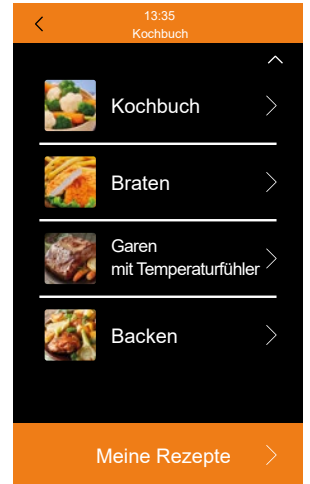 13:35
Kochbuch
Kochbuch
Braten
Garen
mit Temperaturfühler
Backen
Meine Rezepte